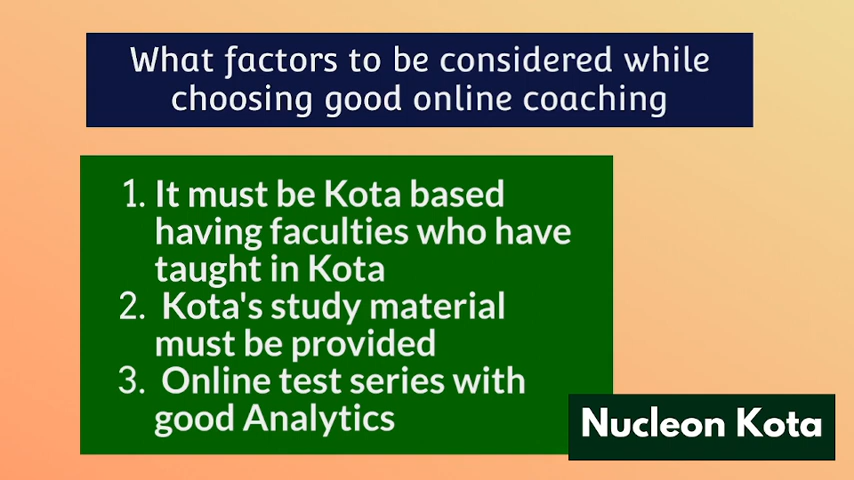 What factors to be considered while
choosing good online coaching
1. It must be Kota based
having faculties who have
taught in Kota
2. Kota's study material
must be provided
3. Online test series with
good Analytics
Nucleon Kota